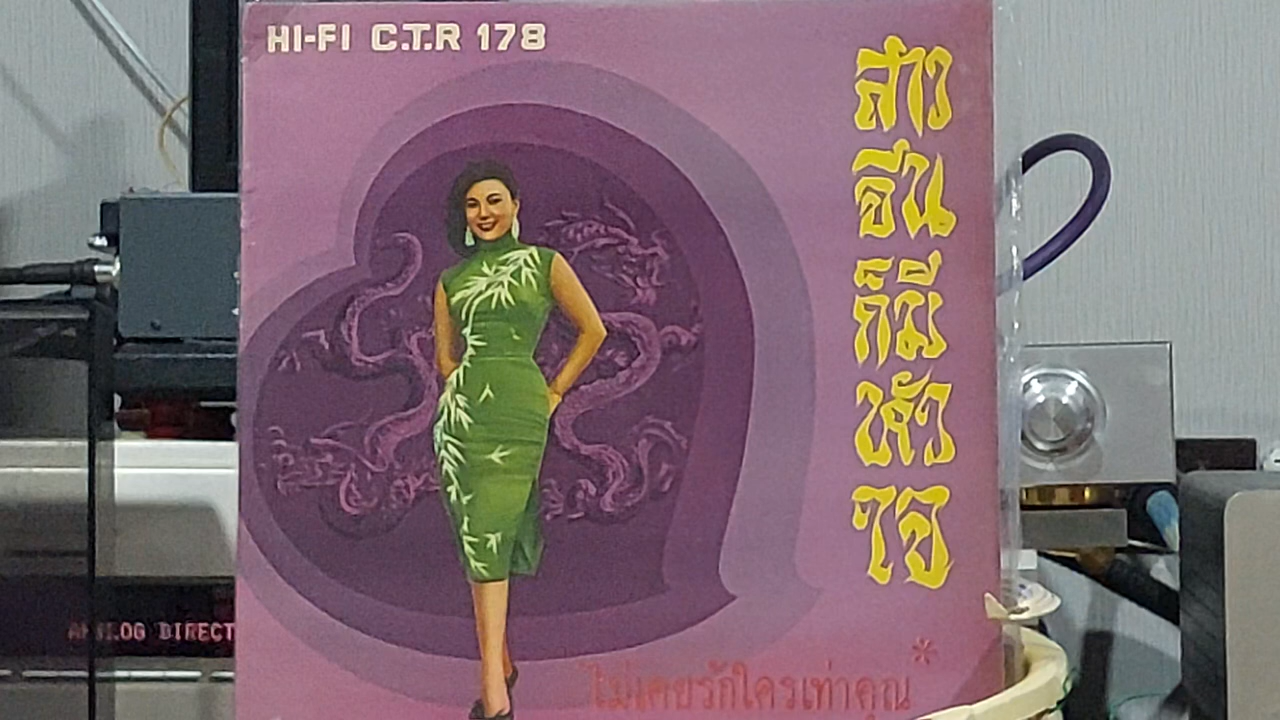 HI-FI C.T.R 178
สาว
จีน
ก็มี
หัว
ใจ
*
ไม่เคยรักใครเท่าคุณ
ANALOG DIRECT